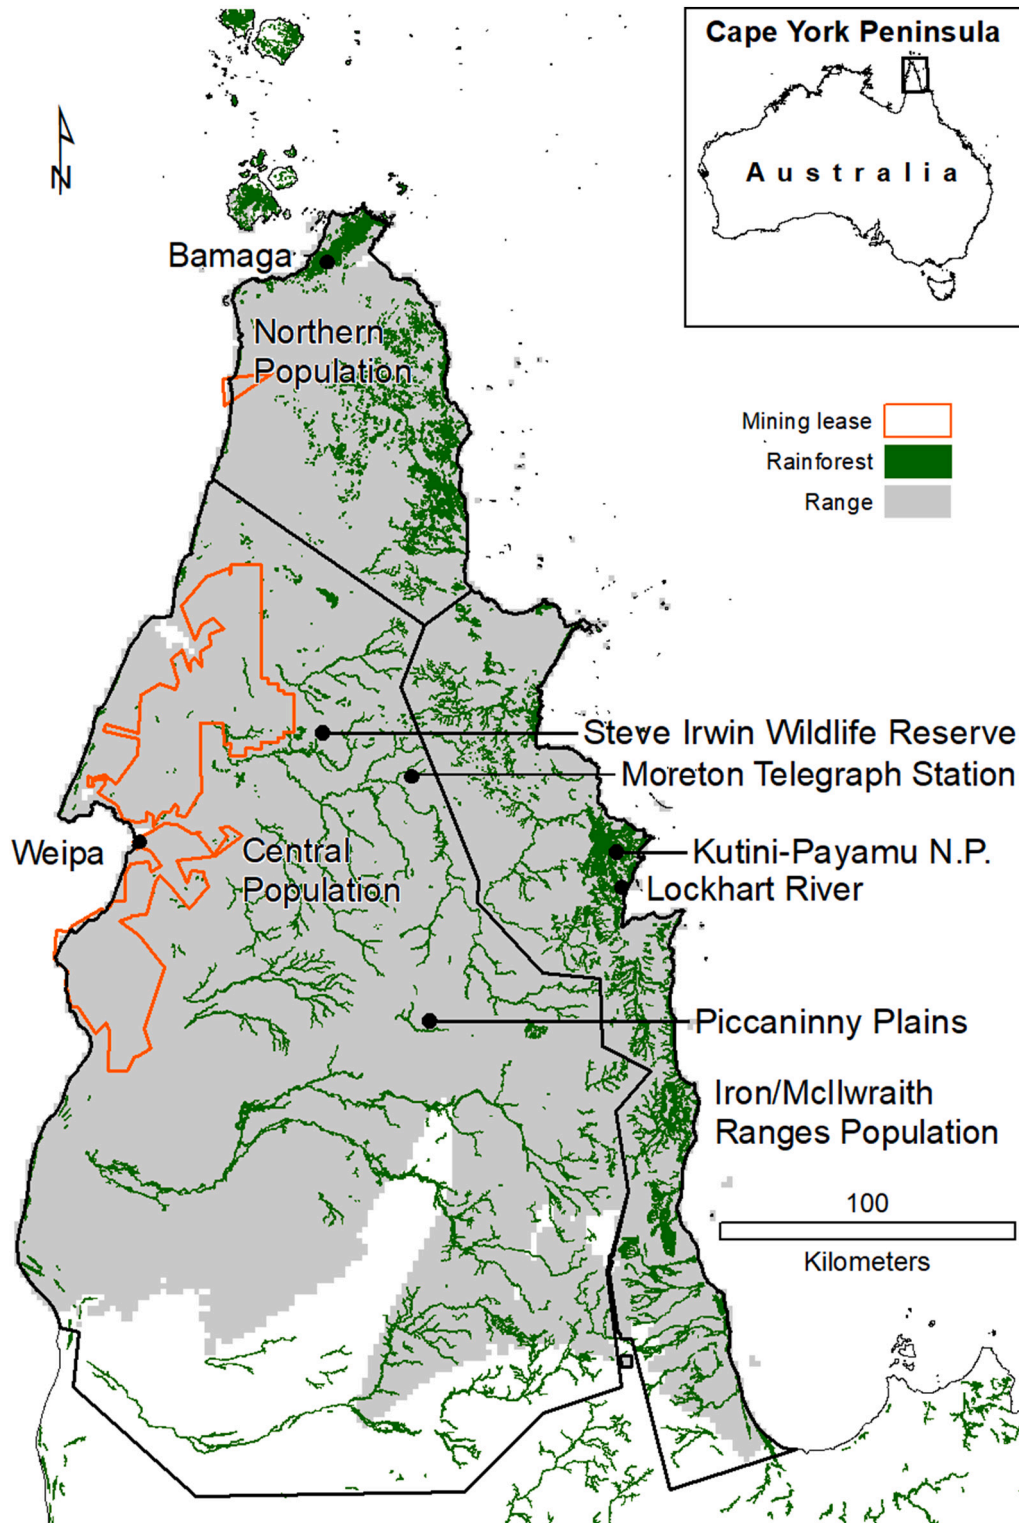 Cape York Peninsula
Australia
N
Bamaga
Northern
Population
Mining lease
Rainforest
Range
Steve Irwin Wildlife Reserve
Moreton Telegraph Station
Weipa
Central
Population
Kutini-Payamu N.P.
Lockhart River
Piccaninny Plains
Iron/McIlwraith
Ranges Population
100
Kilometers